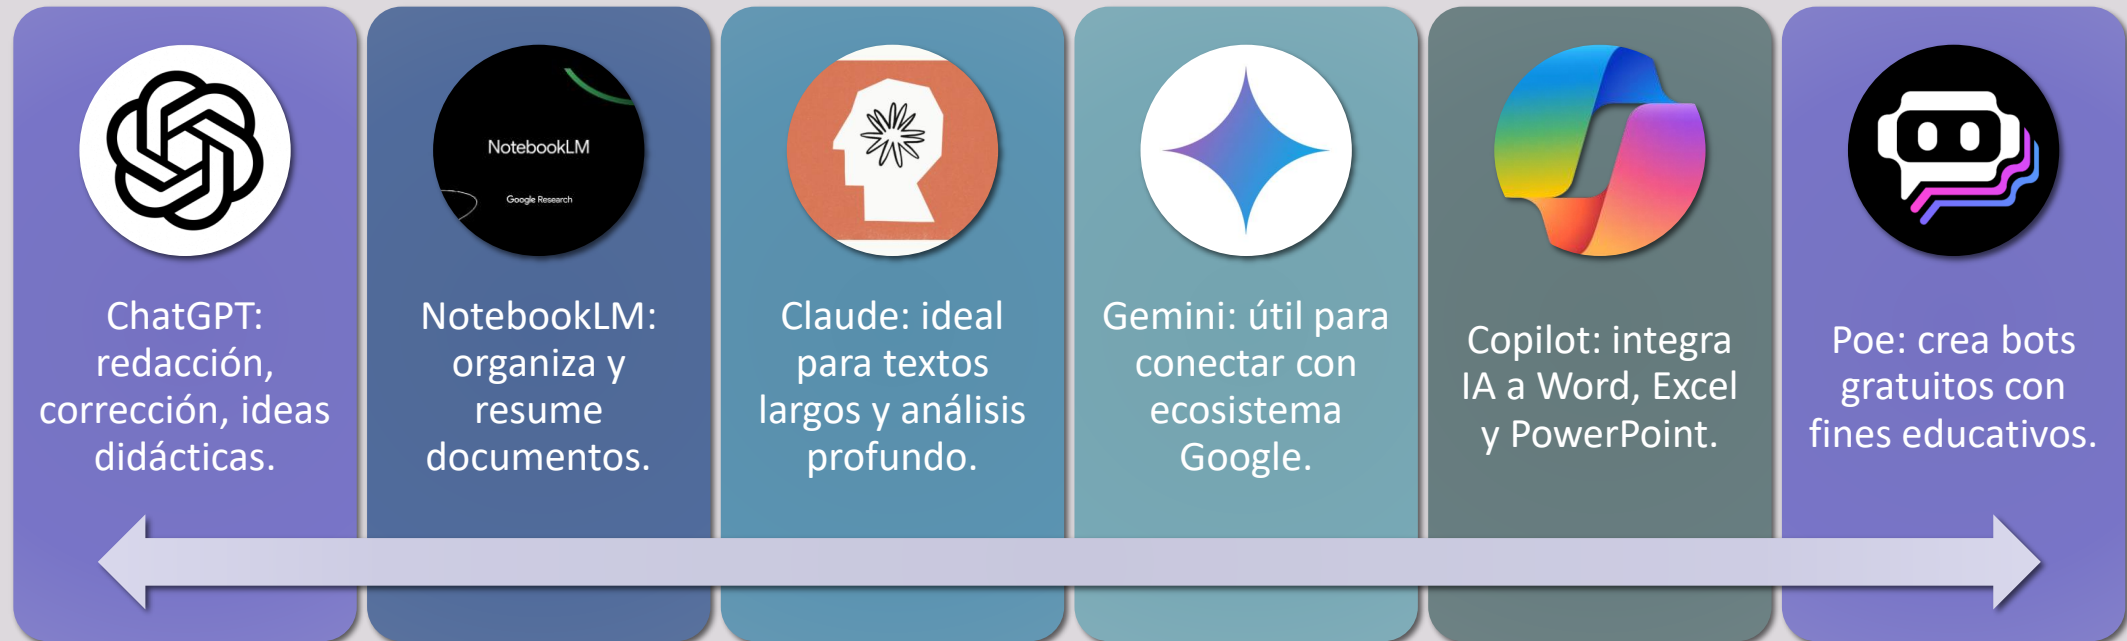 NotebookLM
Google Research
ChatGPT:
redacción,
corrección, ideas
didácticas.
NotebookLM:
organiza y
resume
documentos.
Claude: ideal
para textos
largos y análisis
profundo.
Gemini: útil para
conectar con
ecosistema
Google.
Copilot: integra
IA a Word, Excel
y PowerPoint.
Poe: crea bots
gratuitos con
fines educativos.